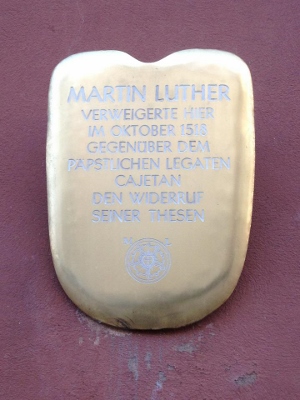 MARTIN LUTHER
VERWEIGERTE HIER
IM OKTOBER 1518
GEGENÜBER DEM
PÄPSTLICHEN LEGATEN
CAJETAN
DEN WIDERRUF
SEINER THESEN